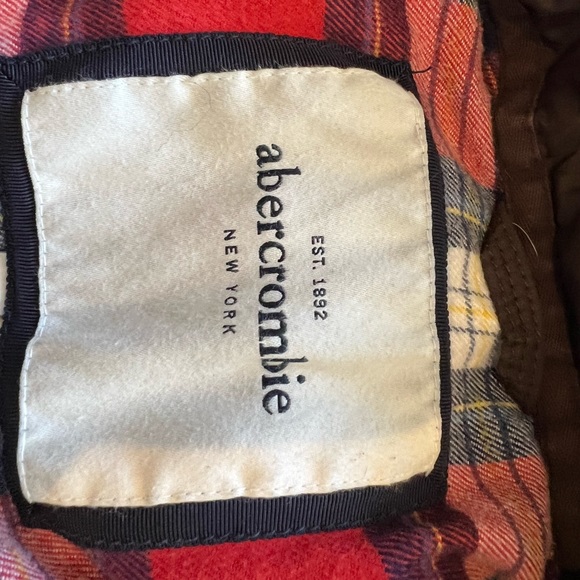 EST. 1892
abercrombie
NEW YORK